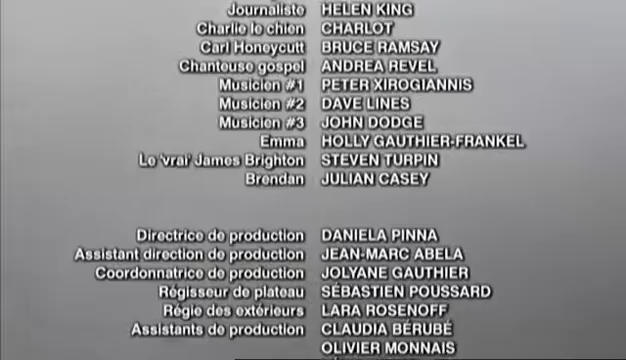 Journaliste HELEN KING
Charlie le chien CHARLOT
Carl Honeycutt BRUCE RAMSAY
Chanteuse gospel ANDREA REVEL
Musicien #1 PETER XIROGIANNIS
Musicien #2 DAVE LINES
Musicien #3 JOHN DODGE
Emma HOLLY GAUTHIER-FRANKEL
Le 'vrai' James Brighton STEVEN TURPIN
Brendan JULIAN CASEY
Directrice de production DANIELA PINNA
Assistant direction de production JEAN-MARC ABELA
Coordonnatrice de production JOLYANE GAUTHIER
Régisseur de plateau SÉBASTIEN POUSSARD
Régie des extérieurs LARA ROSENOFF
Assistants de production CLAUDIA BÉRUBÉ
OLIVIER MONNAIS